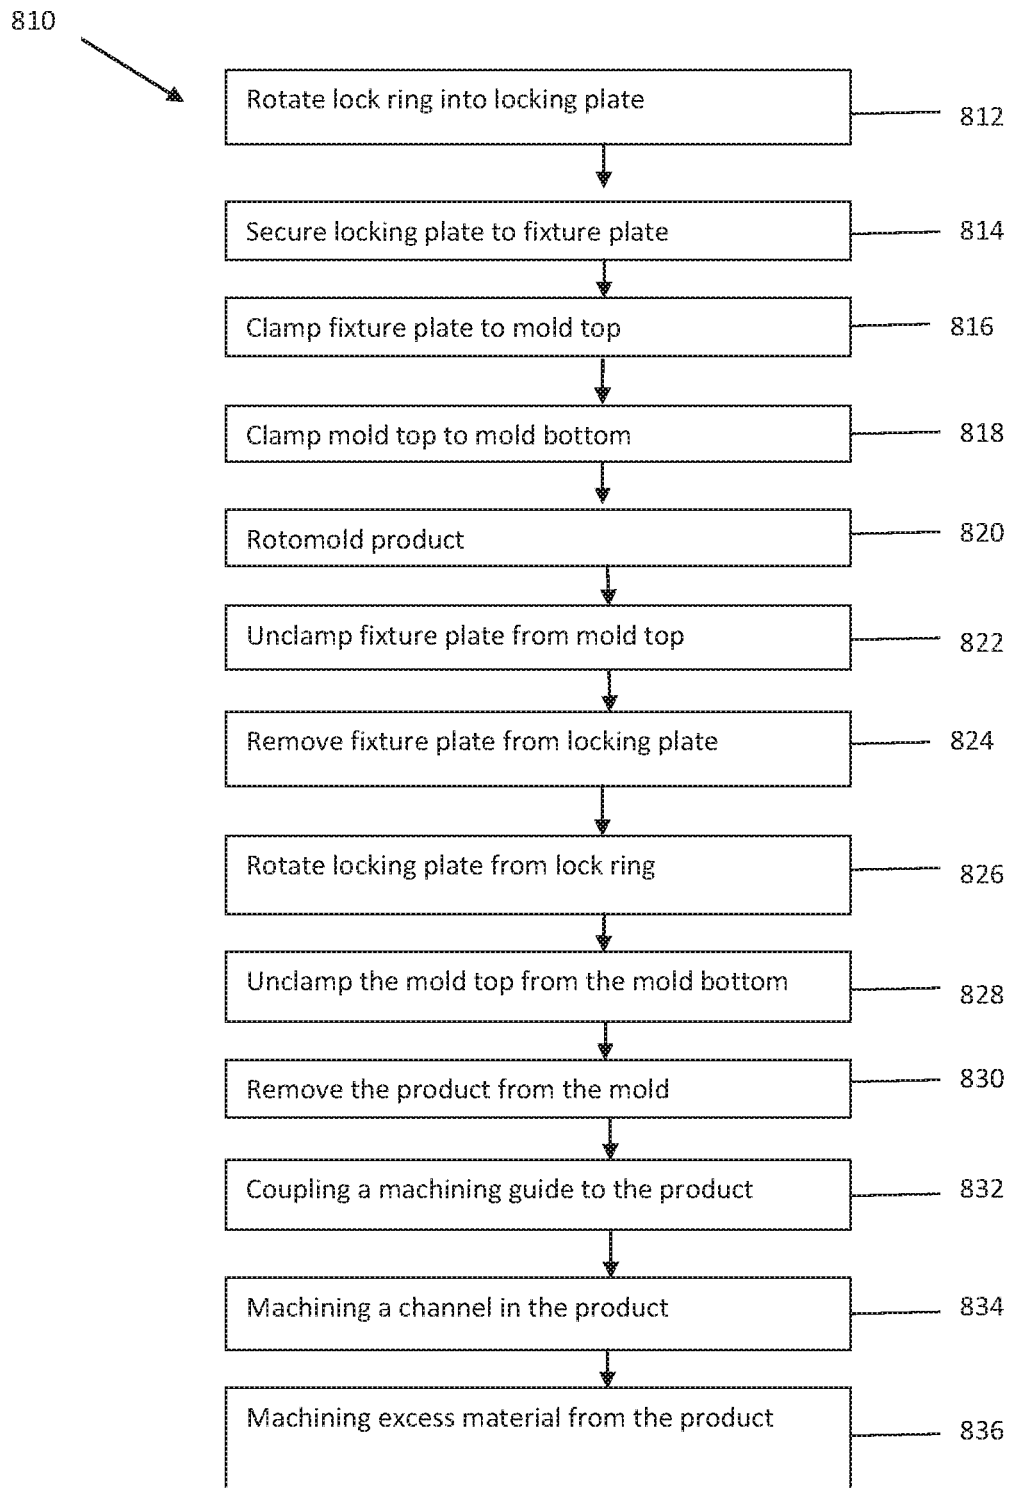 810
Rotate lock ring into locking plate
812
Secure locking plate to fixture plate
814
Clamp fixture plate to mold top
816
Clamp mold top to mold bottom
818
Rotomold product
820
Unclamp fixture plate from mold top
822
Remove fixture plate from locking plate
824
Rotate locking plate from lock ring
826
Unclamp the mold top from the mold bottom
828
Remove the product from the mold
830
Coupling a machining guide to the product
832
Machining a channel in the product
834
Machining excess material from the product
836